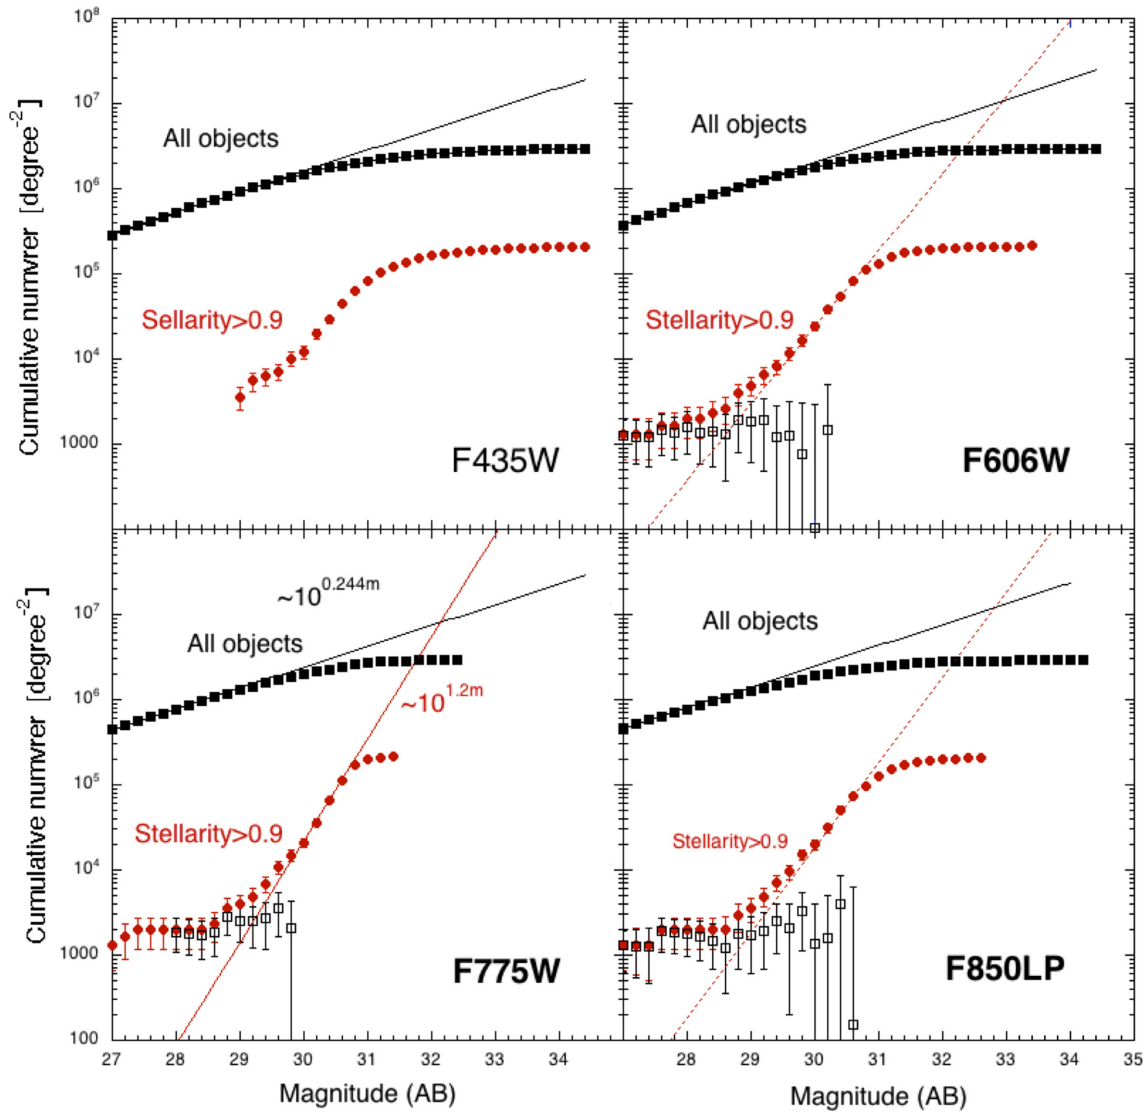 10^8
10^7
10^6
10^5
10^4
1000
Cumulative numvrer [degree^-2]
All objects
Sellarity>0.9
F435W
All objects
Stellarity>0.9
F606W
10^7
10^6
10^5
10^4
1000
100
Cumulative numvrer [degree^-2]
~10^0.244m
All objects
~10^1.2m
Stellarity>0.9
F775W
All objects
Stellarity>0.9
F850LP
27 28 29 30 31 32 33 34
28 29 30 31 32 33 34 35
Magnitude (AB)
Magnitude (AB)